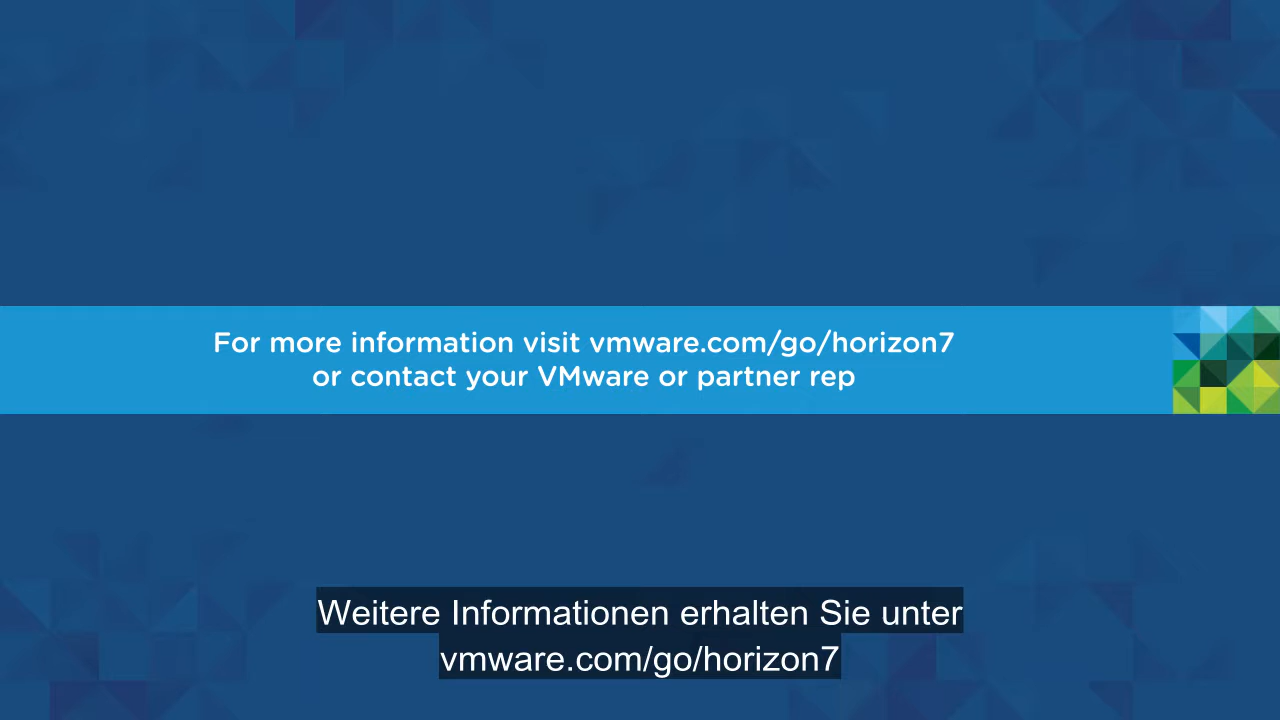 For more information visit vmware.com/go/horizon7
or contact your VMware or partner rep
Weitere Informationen erhalten Sie unter
vmware.com/go/horizon7